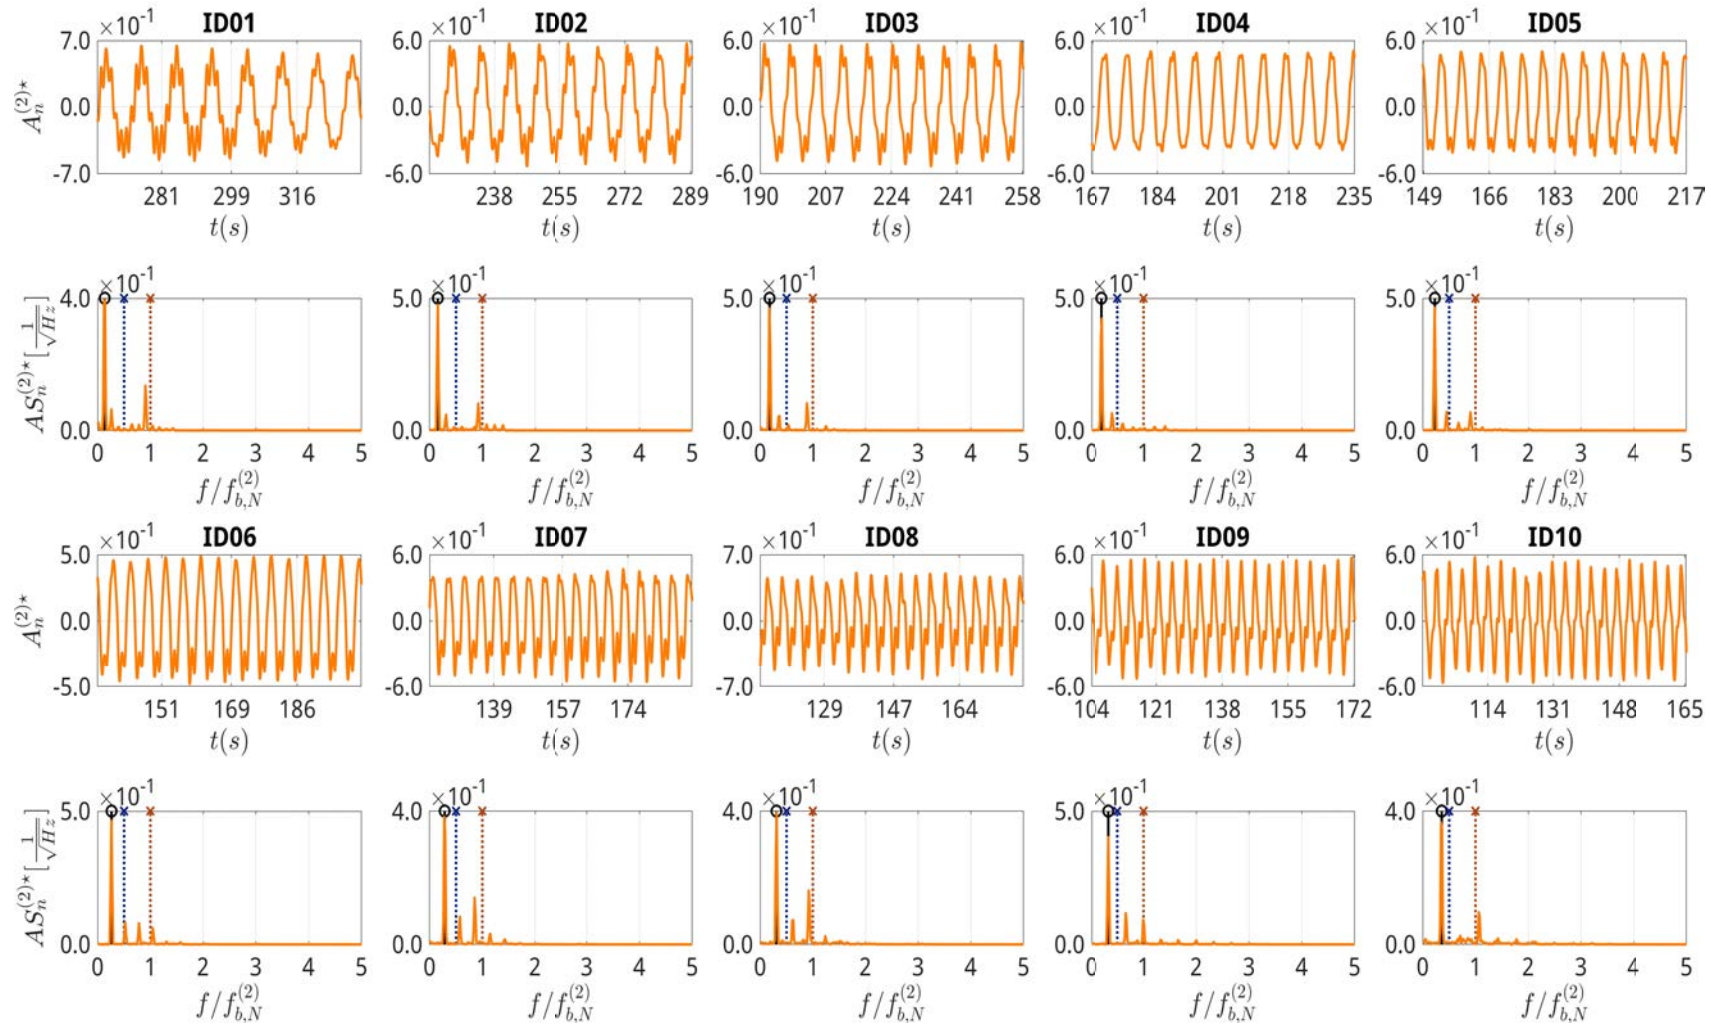 ID01 ID02 ID03 ID04 ID05
×10⁻¹ ×10⁻¹ ×10⁻¹ ×10⁻¹ ×10⁻¹
7.0 6.0 6.0 6.0 6.0
A_n^{(2)⋆} 0.0 0.0 0.0 0.0 0.0
-7.0 -6.0 -6.0 -6.0 -6.0
281 299 316 238 255 272 289 190 207 224 241 258 167 184 201 218 235 149 166 183 200 217
t(s) t(s) t(s) t(s) t(s)
×10⁻¹ ×10⁻¹ ×10⁻¹ ×10⁻¹ ×10⁻¹
4.0 5.0 5.0 5.0 5.0
AS_n^{(2)⋆}[1/√Hz]
0.0 0.0 0.0 0.0 0.0
0 1 2 3 4 5 0 1 2 3 4 5 0 1 2 3 4 5 0 1 2 3 4 5 0 1 2 3 4 5
f/f_{b,N}^{(2)} f/f_{b,N}^{(2)} f/f_{b,N}^{(2)} f/f_{b,N}^{(2)} f/f_{b,N}^{(2)}
ID06 ID07 ID08 ID09 ID10
×10⁻¹ ×10⁻¹ ×10⁻¹ ×10⁻¹ ×10⁻¹
5.0 6.0 7.0 6.0 6.0
A_n^{(2)⋆} 0.0 0.0 0.0 0.0 0.0
-5.0 -6.0 -7.0 -6.0 -6.0
151 169 186 139 157 174 129 147 164 104 121 138 155 172 114 131 148 165
t(s) t(s) t(s) t(s) t(s)
×10⁻¹ ×10⁻¹ ×10⁻¹ ×10⁻¹ ×10⁻¹
5.0 4.0 4.0 5.0 4.0
AS_n^{(2)⋆}[1/√Hz]
0.0 0.0 0.0 0.0 0.0
0 1 2 3 4 5 0 1 2 3 4 5 0 1 2 3 4 5 0 1 2 3 4 5 0 1 2 3 4 5
f/f_{b,N}^{(2)} f/f_{b,N}^{(2)} f/f_{b,N}^{(2)} f/f_{b,N}^{(2)} f/f_{b,N}^{(2)}